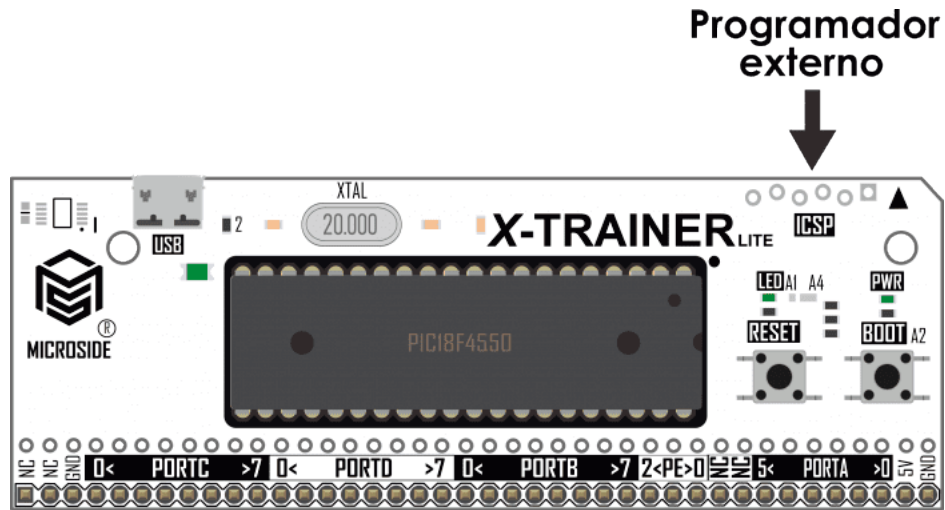 Programador
externo
XTAL
20.000
USB
2
X-TRAINER LITE
ICSP
MICROSIDE ®
PIC18F4550
LED A1 A4
PWR
RESET
BOOT A2
NC NC GND 0< PORTC >7 0< PORTD >7 0< PORTB >7 2<PE>0 NC NC 5< PORTA >0 5V GND